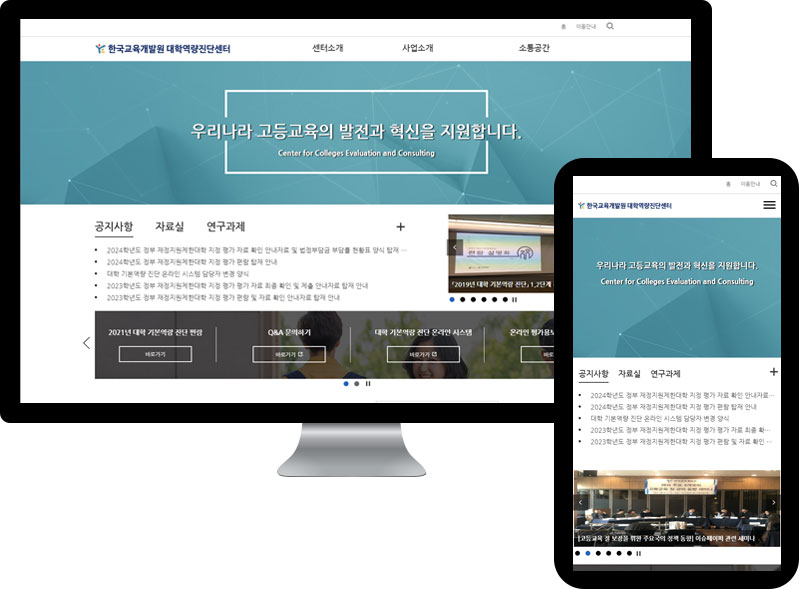 홈 이용안내
한국교육개발원 대학역량진단센터 센터소개 사업소개 소통공간
우리나라 고등교육의 발전과 혁신을 지원합니다.
Center for Colleges Evaluation and Consulting
공지사항 자료실 연구과제 +
2024학년도 정부 재정지원제한대학 지정 평가 자료 확인 안내자료 및 법정부담금 부담률 현황표 양식 탑재 ···
2024학년도 정부 재정지원제한대학 지정 평가 편람 탑재 안내
대학 기본역량 진단 온라인 시스템 담당자 변경 양식
2023학년도 정부 재정지원제한대학 지정 평가 자료 최종 확인 및 제출 안내자료 탑재 안내
2023학년도 정부 재정지원제한대학 지정 평가 편람 및 자료 확인 안내자료 탑재 안내
편람 설명회
「2019년 대학 기본역량 진단」 1,2단계
2021년 대학 기본역량 진단 편람 Q&A 문의하기 대학 기본역량 진단 온라인 시스템 온라인 평가용보
바로가기 바로가기 바로가기 바로
홈 이용안내
한국교육개발원 대학역량진단센터
우리나라 고등교육의 발전과 혁신을 지원합니다.
Center for Colleges Evaluation and Consulting
공지사항 자료실 연구과제 +
2024학년도 정부 재정지원제한대학 지정 평가 자료 확인 안내자료···
2024학년도 정부 재정지원제한대학 지정 평가 편람 탑재 안내
대학 기본역량 진단 온라인 시스템 담당자 변경 양식
2023학년도 정부 재정지원제한대학 지정 평가 평가 자료 최종 확···
2023학년도 정부 재정지원제한대학 지정 평가 편람 및 자료 확인 ···
[고등교육 질 보장을 위한 주요국의 정책 동향] 이슈페이퍼 관련 세미나